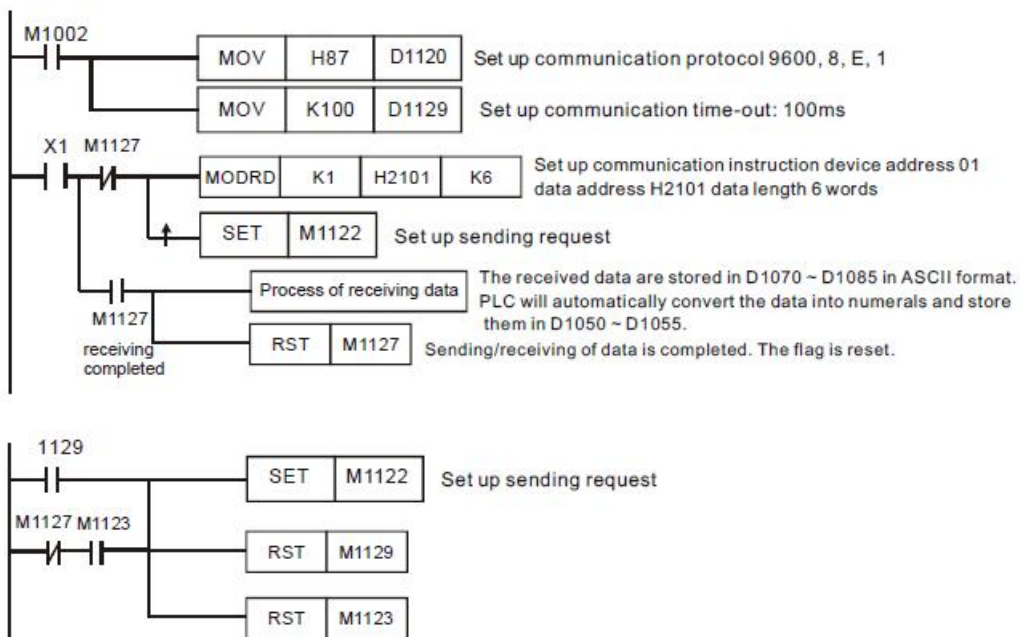 M1002
MOV H87 D1120 Set up communication protocol 9600, 8, E, 1
MOV K100 D1129 Set up communication time-out: 100ms
X1 M1127
MODRD K1 H2101 K6 Set up communication instruction device address 01
data address H2101 data length 6 words
SET M1122 Set up sending request
Process of receiving data The received data are stored in D1070 ~ D1085 in ASCII format.
PLC will automatically convert the data into numerals and store
them in D1050 ~ D1055.
M1127
receiving
completed
RST M1127 Sending/receiving of data is completed. The flag is reset.
1129
SET M1122 Set up sending request
M1127 M1123
RST M1129
RST M1123